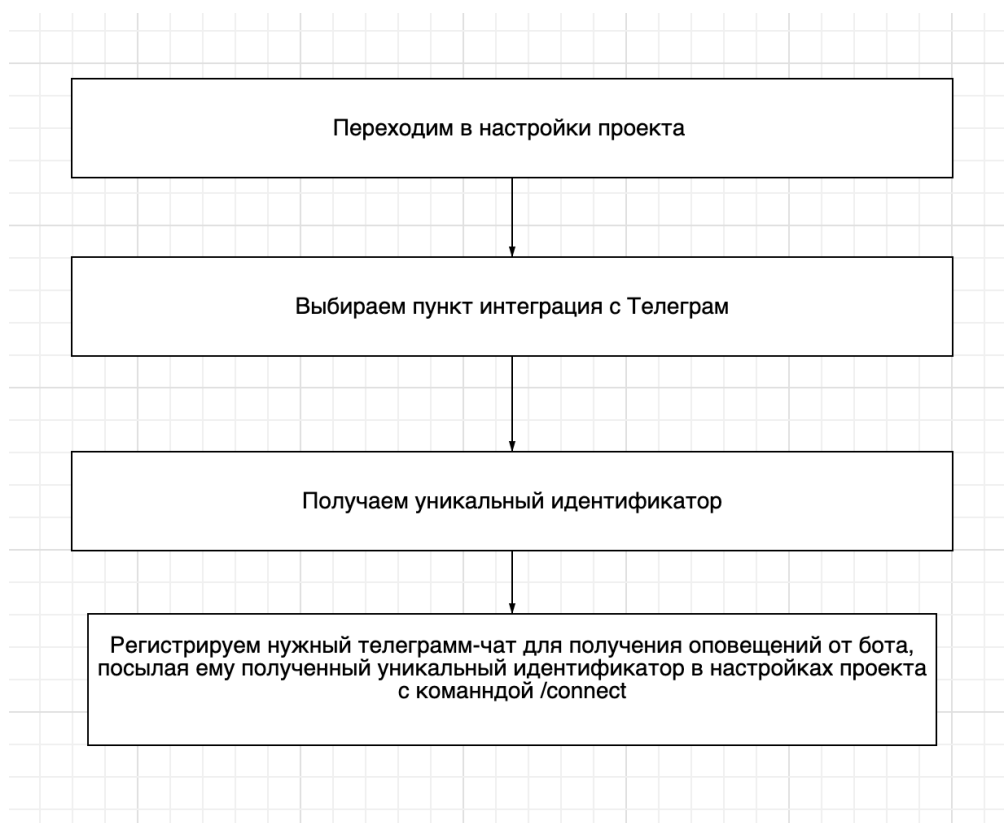 Переходим в настройки проекта
Выбираем пункт интеграция с Телеграм
Получаем уникальный идентификатор
Регистрируем нужный телеграмм-чат для получения оповещений от бота,
посылая ему полученный уникальный идентификатор в настройках проекта
с команндой /connect